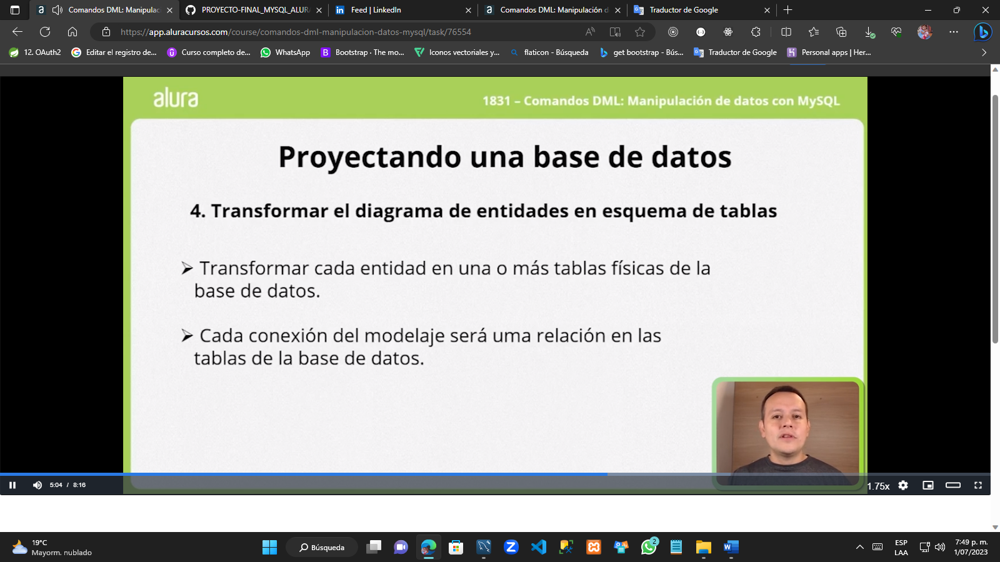 Comandos DML: Manipulac
PROYECTO-FINAL_MYSQL_ALURA
Feed | LinkedIn
Comandos DML: Manipulación d
Traductor de Google
https://app.aluracursos.com/course/comandos-dml-manipulacion-datos-mysql/task/76554
12. OAuth2
Editar el registro de...
Curso completo de...
WhatsApp
Bootstrap · The mo...
Iconos vectoriales y...
flaticon - Búsqueda
get bootstrap - Bús...
Traductor de Google
Personal apps | Her...
alura
1831 – Comandos DML: Manipulación de datos con MySQL
Proyectando una base de datos
4. Transformar el diagrama de entidades en esquema de tablas
➢ Transformar cada entidad en una o más tablas físicas de la
base de datos.
➢ Cada conexión del modelaje será uma relación en las
tablas de la base de datos.
5:04 / 8:16
1.75x
19°C
Mayorm. nublado
Búsqueda
2
ESP
LAA
7:49 p. m.
1/07/2023